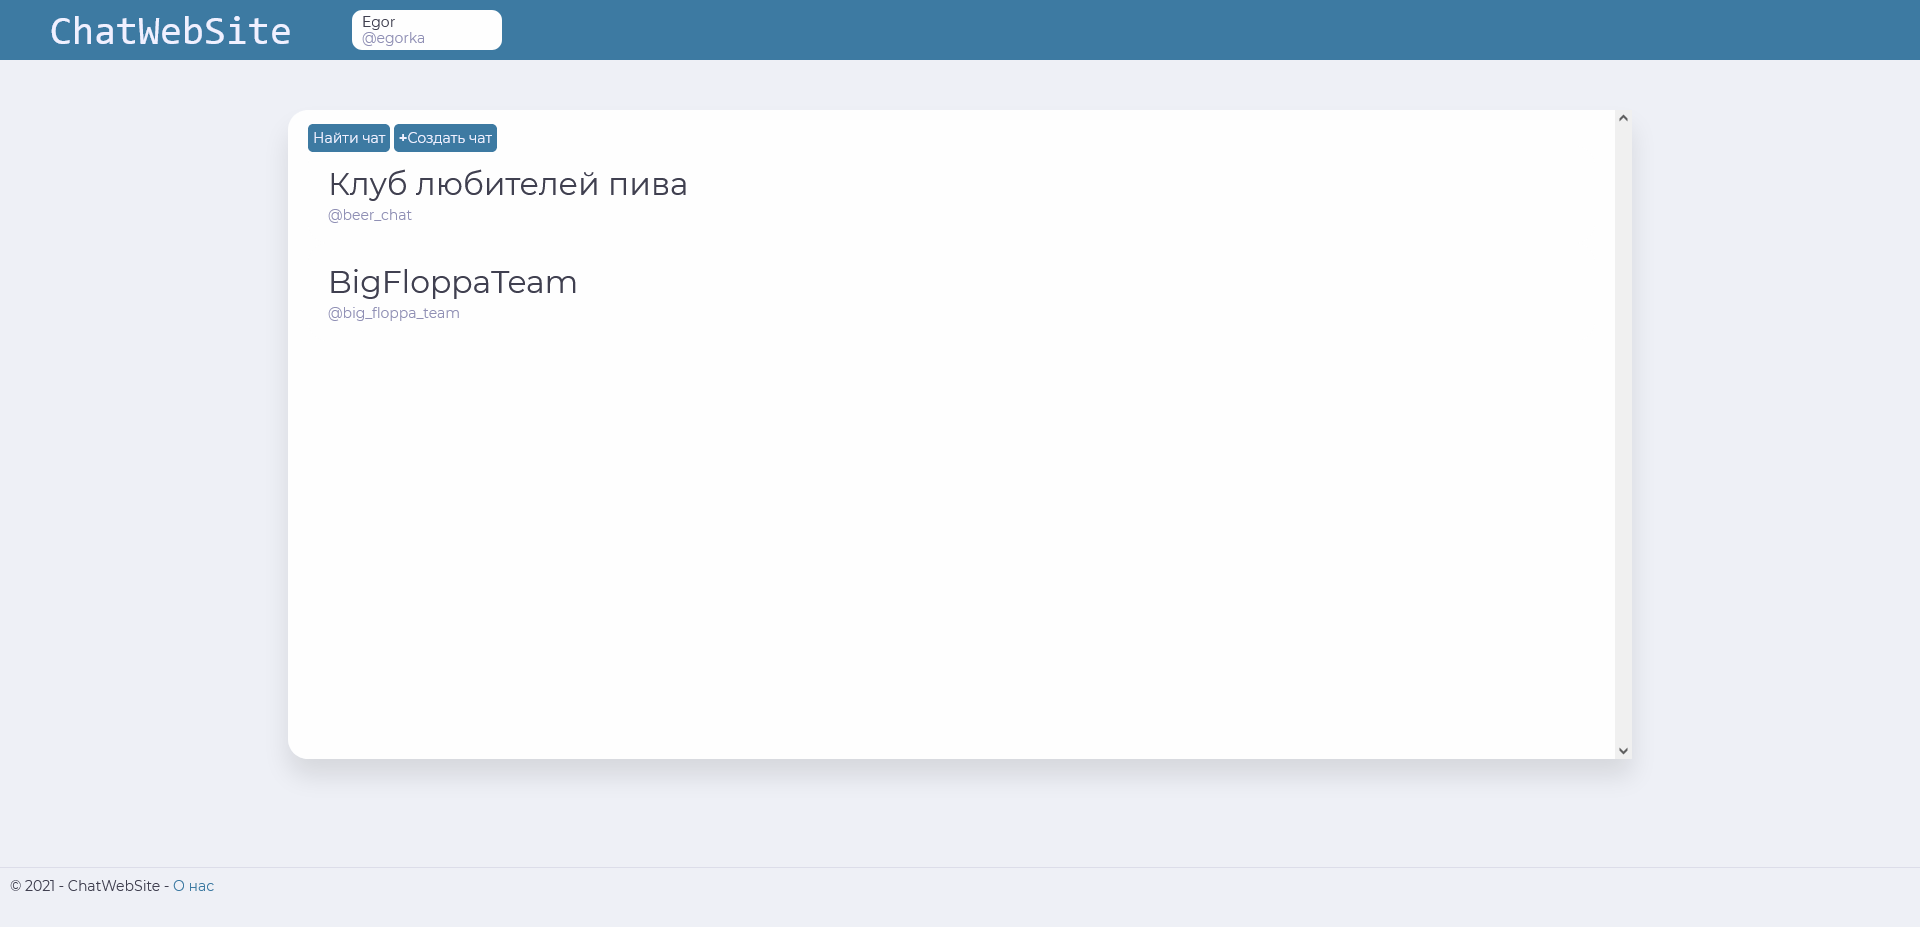 ChatWebSite
Egor
@egorka
Найти чат
+Создать чат
Клуб любителей пива
@beer_chat
BigFloppaTeam
@big_floppa_team
© 2021 - ChatWebSite - О нас